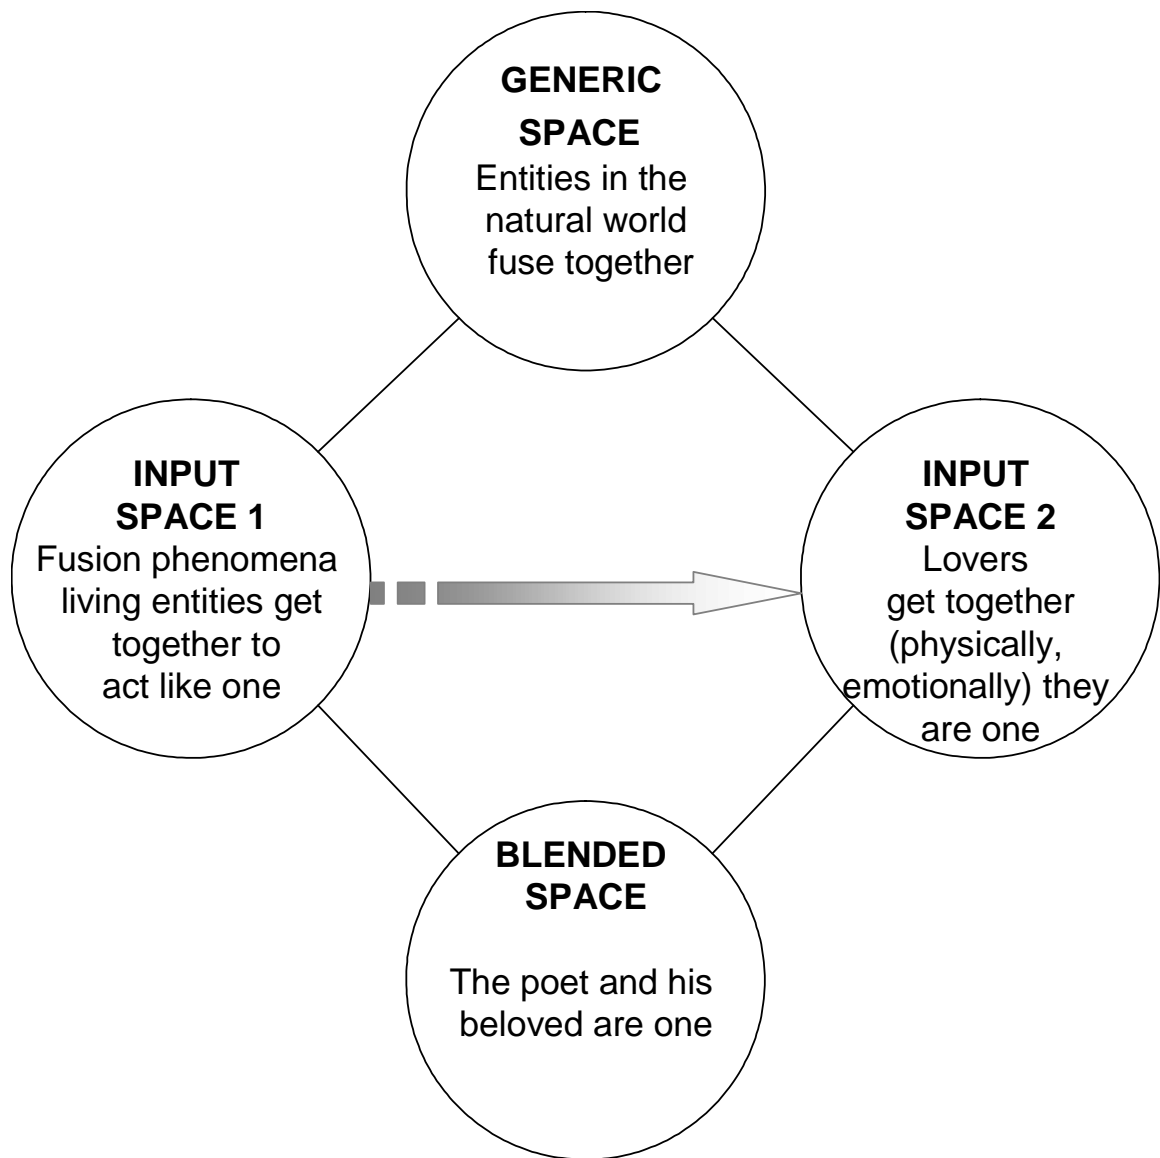 GENERIC
SPACE
Entities in the
natural world
fuse together
INPUT
SPACE 1
Fusion phenomena
living entities get
together to
act like one
INPUT
SPACE 2
Lovers
get together
(physically,
emotionally) they
are one
BLENDED
SPACE
The poet and his
beloved are one